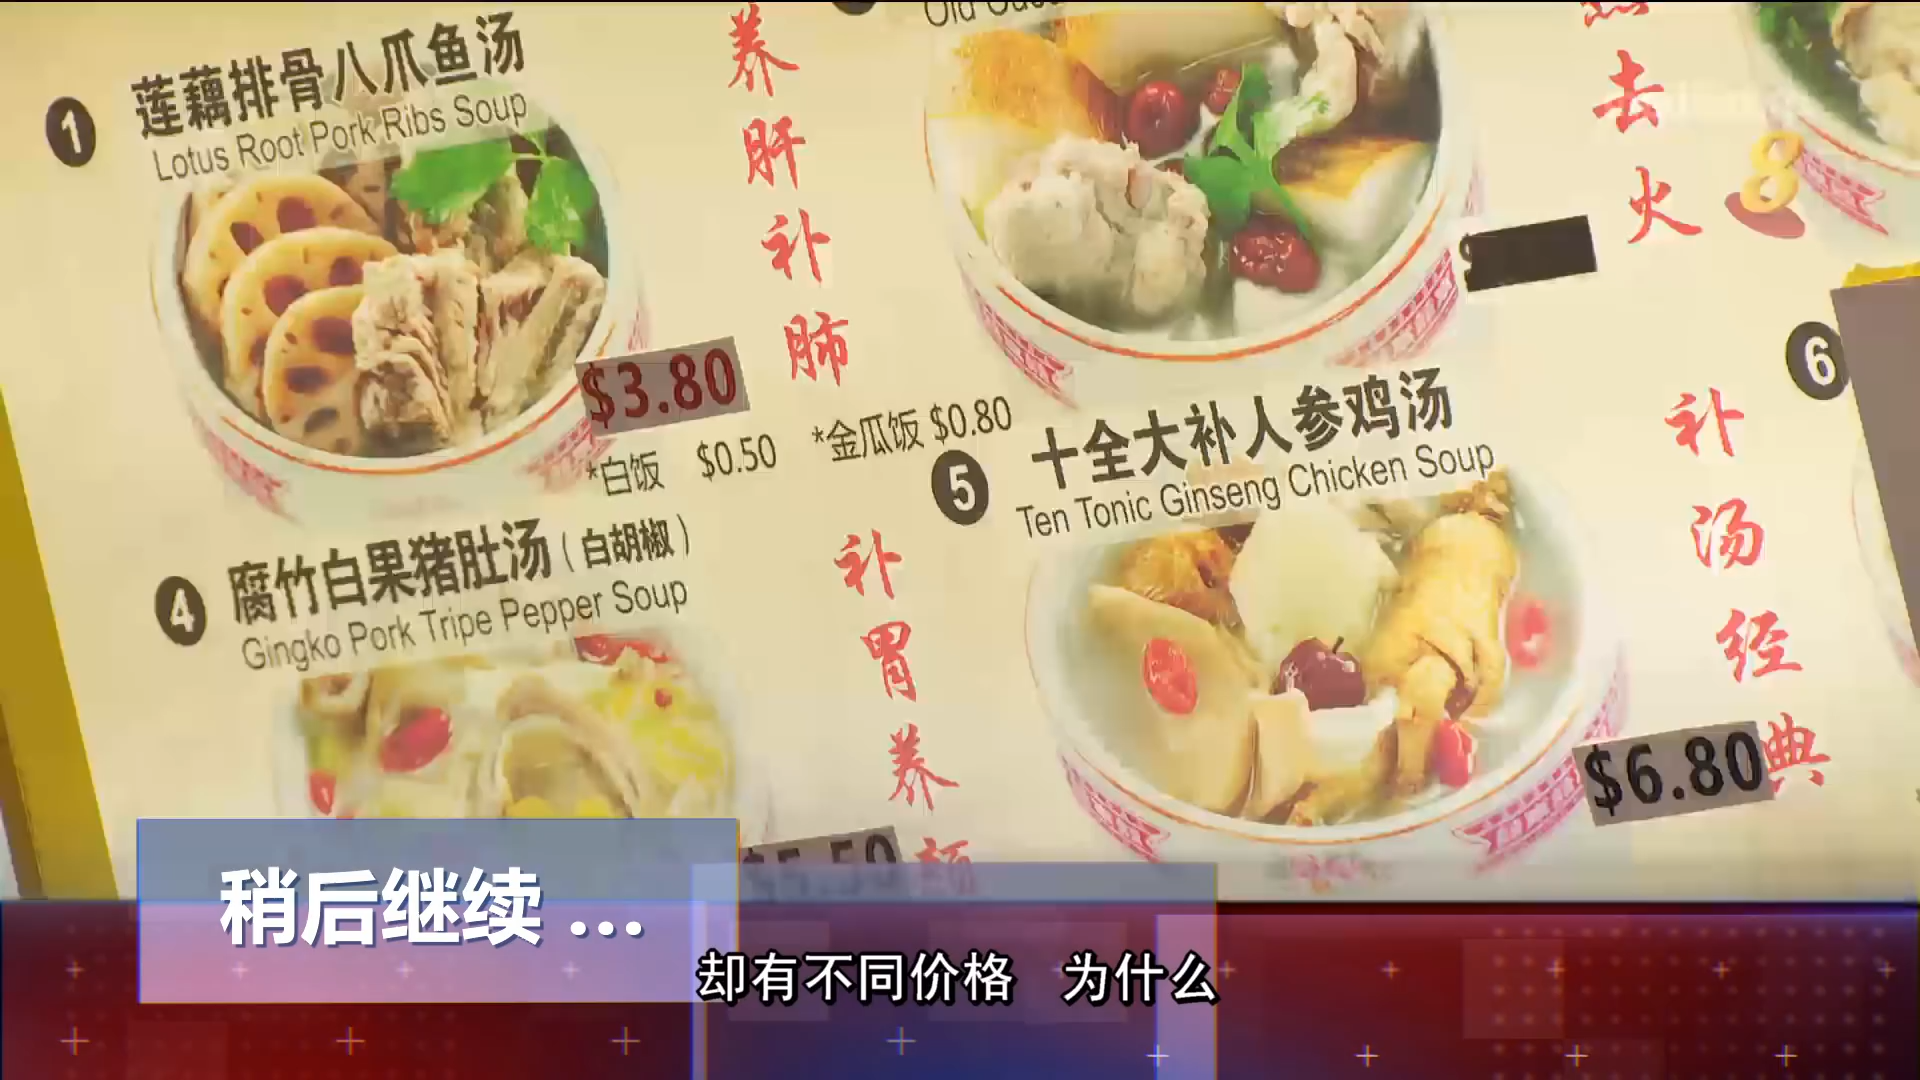 1
莲藕排骨八爪鱼汤
Lotus Root Pork Ribs Soup
养肝补肺
$3.80
*白饭 $0.50 *金瓜饭 $0.80
去火
4
腐竹白果猪肚汤(白胡椒)
Gingko Pork Tripe Pepper Soup
补胃养颜
$5.50
5
十全大补人参鸡汤
Ten Tonic Ginseng Chicken Soup
补汤经典
$6.80
6
8
稍后继续 ...
却有不同价格 为什么